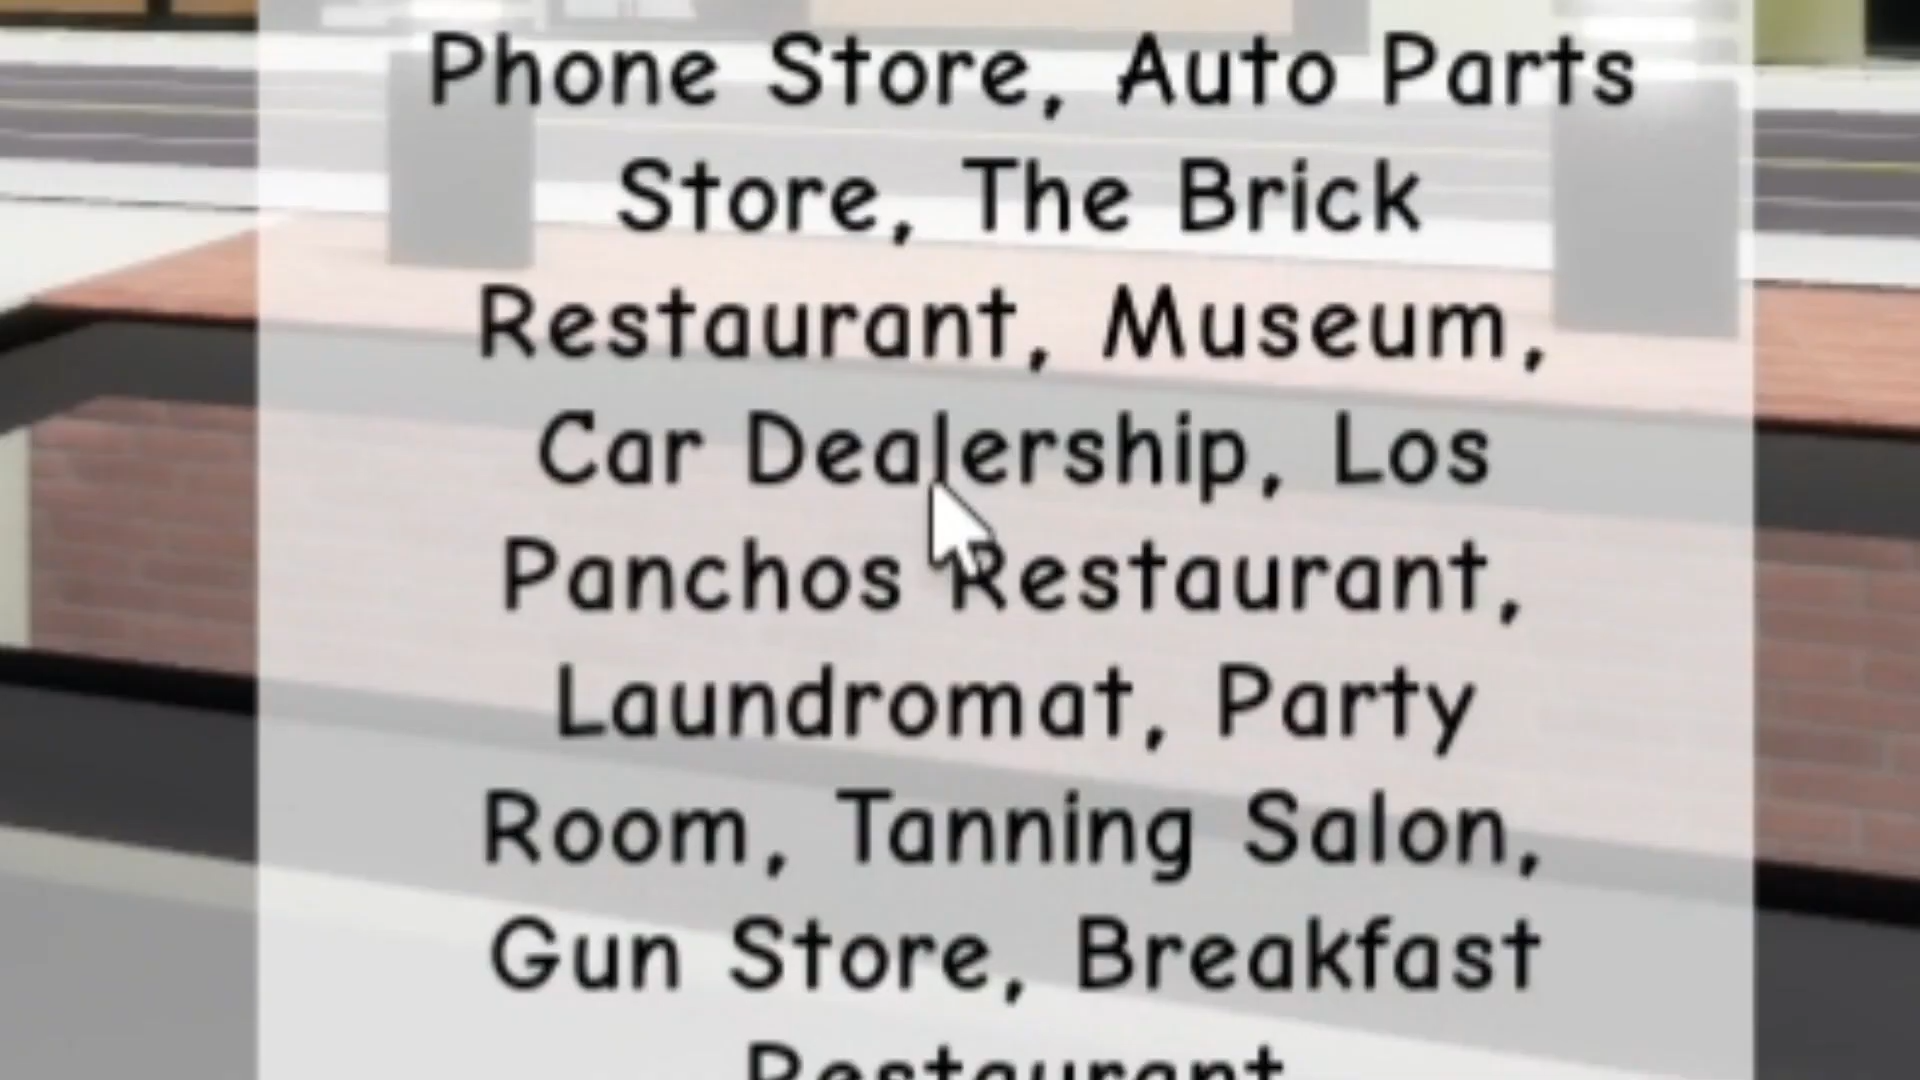 Phone Store, Auto Parts
Store, The Brick
Restaurant, Museum,
Car Dealership, Los
Panchos Restaurant,
Laundromat, Party
Room, Tanning Salon,
Gun Store, Breakfast
Restaurant